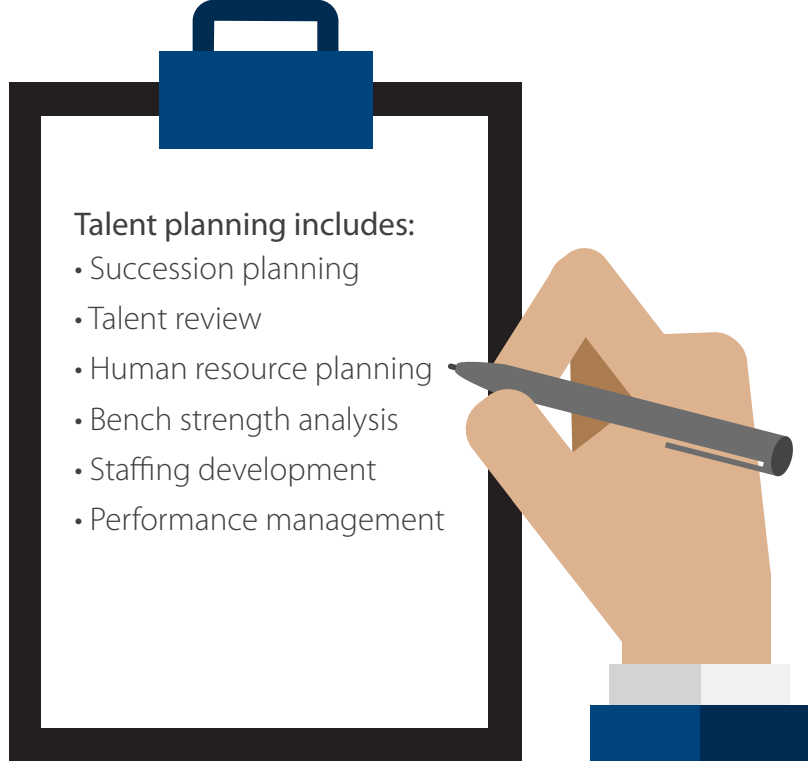 Talent planning includes:
• Succession planning
• Talent review
• Human resource planning
• Bench strength analysis
• Staffing development
• Performance management